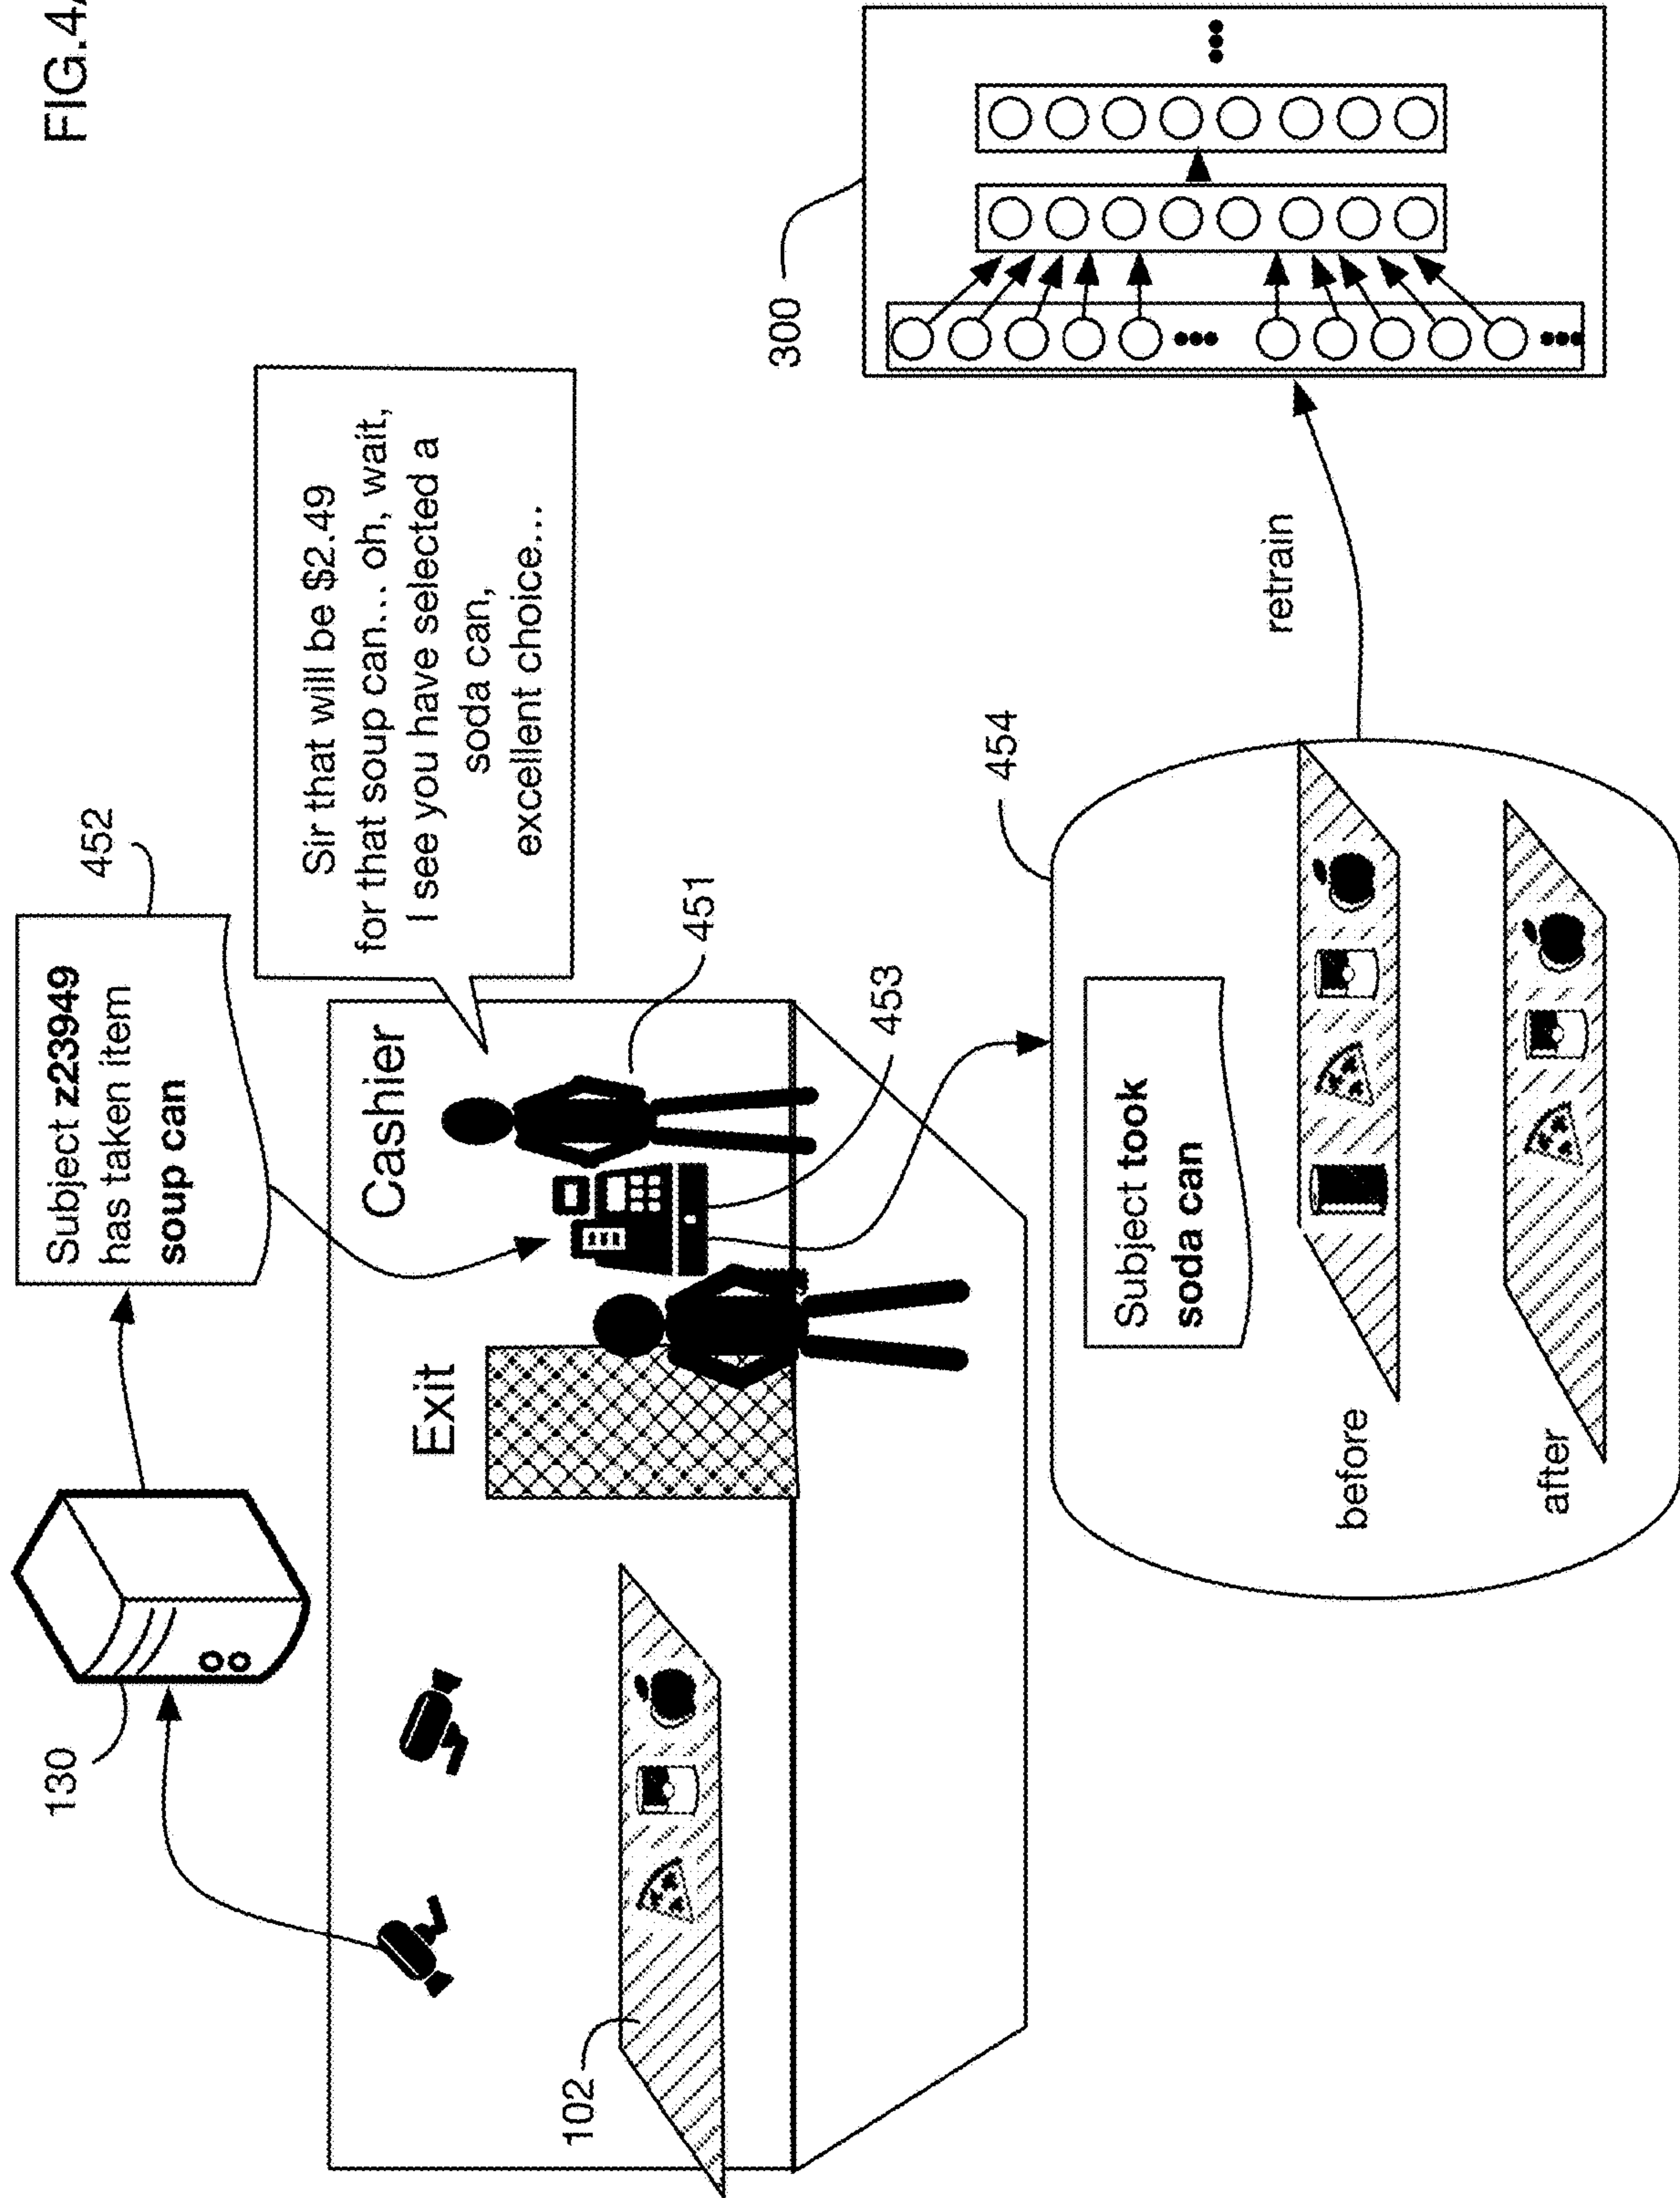 FIG.4A
130
452
Subject z23949
has taken item
soup can
Sir that will be $2.49
for that soup can... oh, wait,
I see you have selected a
soda can,
excellent choice...
Exit
Cashier
451
453
102
454
Subject took
soda can
before
after
retrain
300